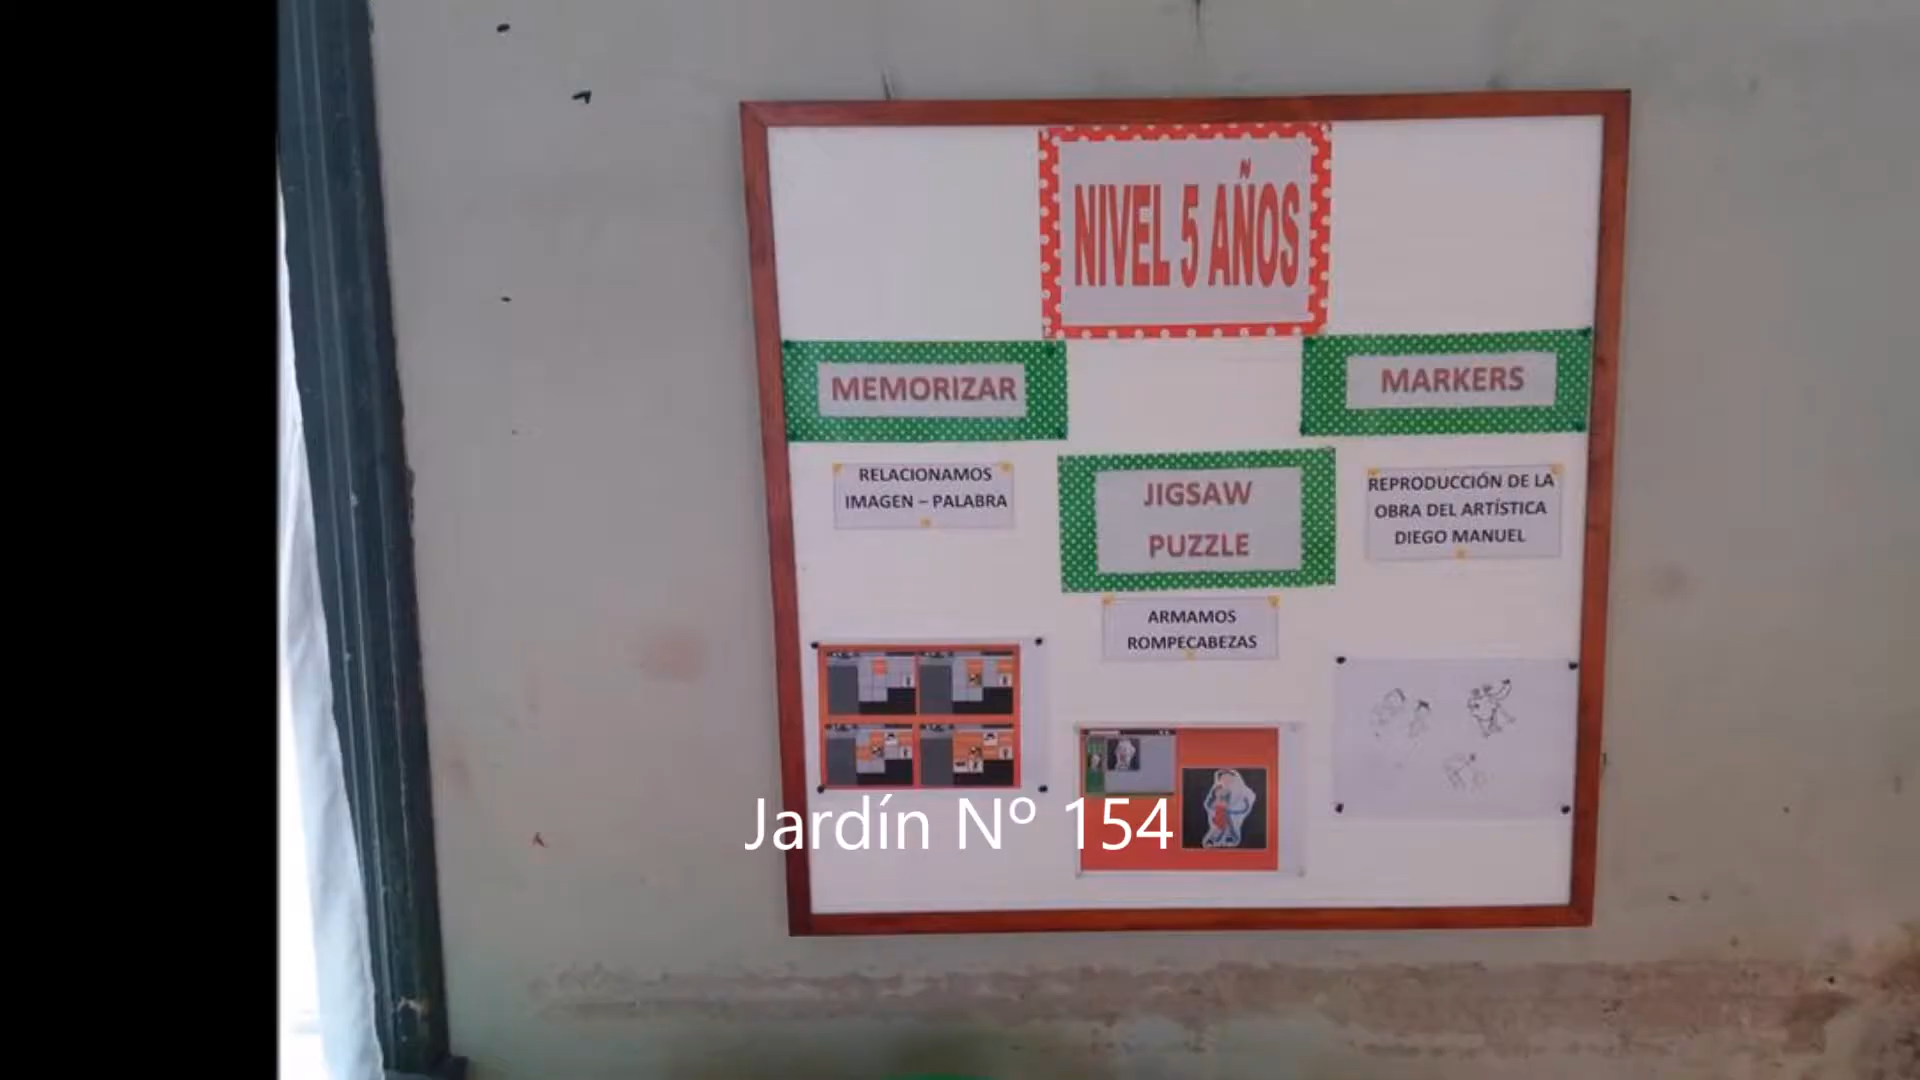 NIVEL 5 AÑOS
MEMORIZAR
RELACIONAMOS
IMAGEN – PALABRA
JIGSAW
PUZZLE
ARMAMOS
ROMPECABEZAS
MARKERS
REPRODUCCIÓN DE LA
OBRA DEL ARTÍSTICA
DIEGO MANUEL
Jardín Nº 154